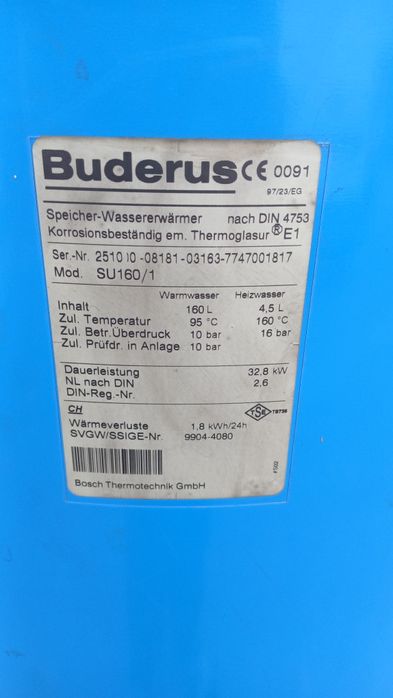 Buderus CE 0091
97/23/EG
Speicher-Wassererwärmer nach DIN 4753
Korrosionsbeständig em. Thermoglasur ® E1
Ser.-Nr. 2510 10 -08181-03163-7747001817
Mod. SU160/1
Warmwasser Heizwasser
Inhalt 160 L 4,5 L
Zul. Temperatur 95 °C 160 °C
Zul. Betr.Überdruck 10 bar 16 bar
Zul. Prüfdr. in Anlage 10 bar
Dauerleistung 32,8 kW
NL nach DIN 2,6
DIN-Reg.-Nr.
TSE TB736
CH
Wärmeverluste 1,8 kWh/24h
SVGW/SSIGE-Nr. 9904-4080
Bosch Thermotechnik GmbH